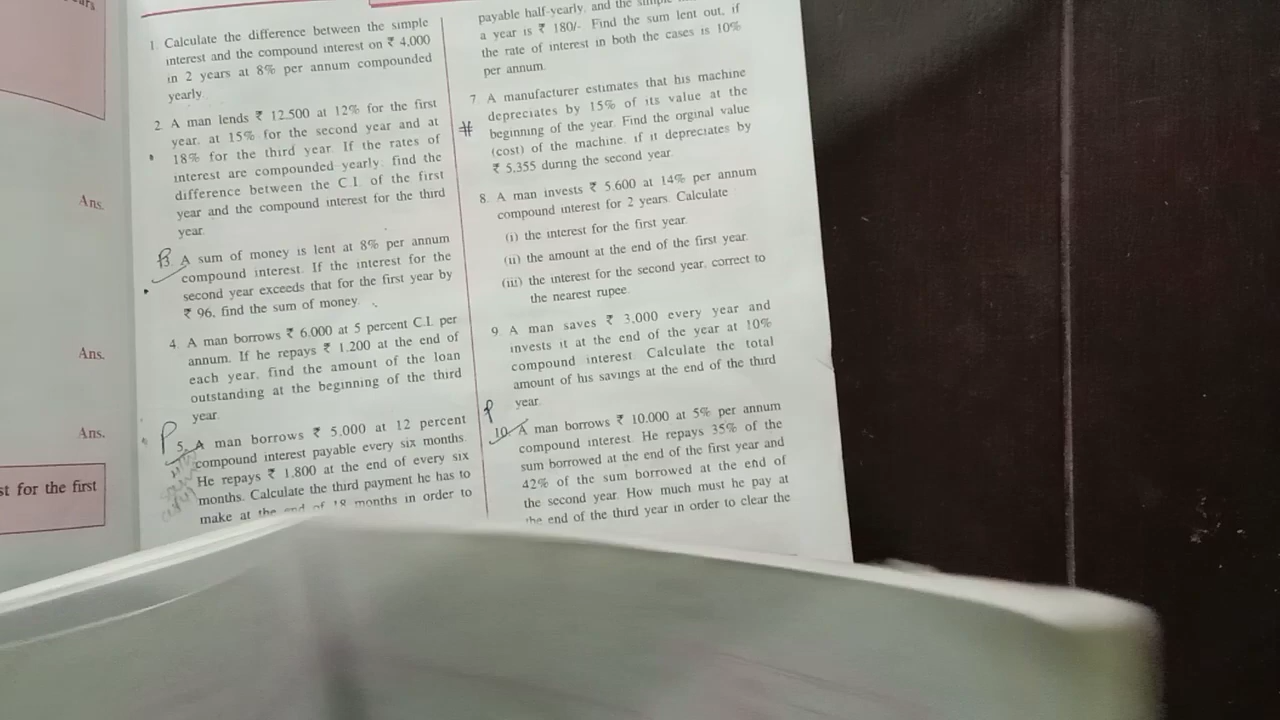 Ans.
Ans.
Ans.
st for the first
1. Calculate the difference between the simple
interest and the compound interest on ₹ 4,000
in 2 years at 8% per annum compounded
yearly.
2. A man lends ₹ 12,500 at 12% for the first
year, at 15% for the second year and at
18% for the third year. If the rates of
interest are compounded yearly, find the
difference between the C.I. of the first
year and the compound interest for the third
year.
3. A sum of money is lent at 8% per annum
compound interest. If the interest for the
second year exceeds that for the first year by
₹ 96, find the sum of money.
4. A man borrows ₹ 6,000 at 5 percent C.I. per
annum. If he repays ₹ 1,200 at the end of
each year, find the amount of the loan
outstanding at the beginning of the third
year.
P
5. A man borrows ₹ 5,000 at 12 percent
compound interest payable every six months.
He repays ₹ 1,800 at the end of every six
months. Calculate the third payment he has to
make at the end of 18 months in order to
payable half-yearly, and the
a year is ₹ 180/-. Find the sum lent out, if
the rate of interest in both the cases is 10%
per annum.
7. A manufacturer estimates that his machine
depreciates by 15% of its value at the
# beginning of the year. Find the orginal value
(cost) of the machine, if it depreciates by
₹ 5,355 during the second year.
8. A man invests ₹ 5,600 at 14% per annum
compound interest for 2 years. Calculate
(i) the interest for the first year.
(ii) the amount at the end of the first year.
(iii) the interest for the second year, correct to
the nearest rupee.
9. A man saves ₹ 3,000 every year and
invests it at the end of the year at 10%
compound interest. Calculate the total
amount of his savings at the end of the third
year.
P
10. A man borrows ₹ 10,000 at 5% per annum
compound interest. He repays 35% of the
sum borrowed at the end of the first year and
42% of the sum borrowed at the end of
the second year. How much must he pay at
the end of the third year in order to clear the